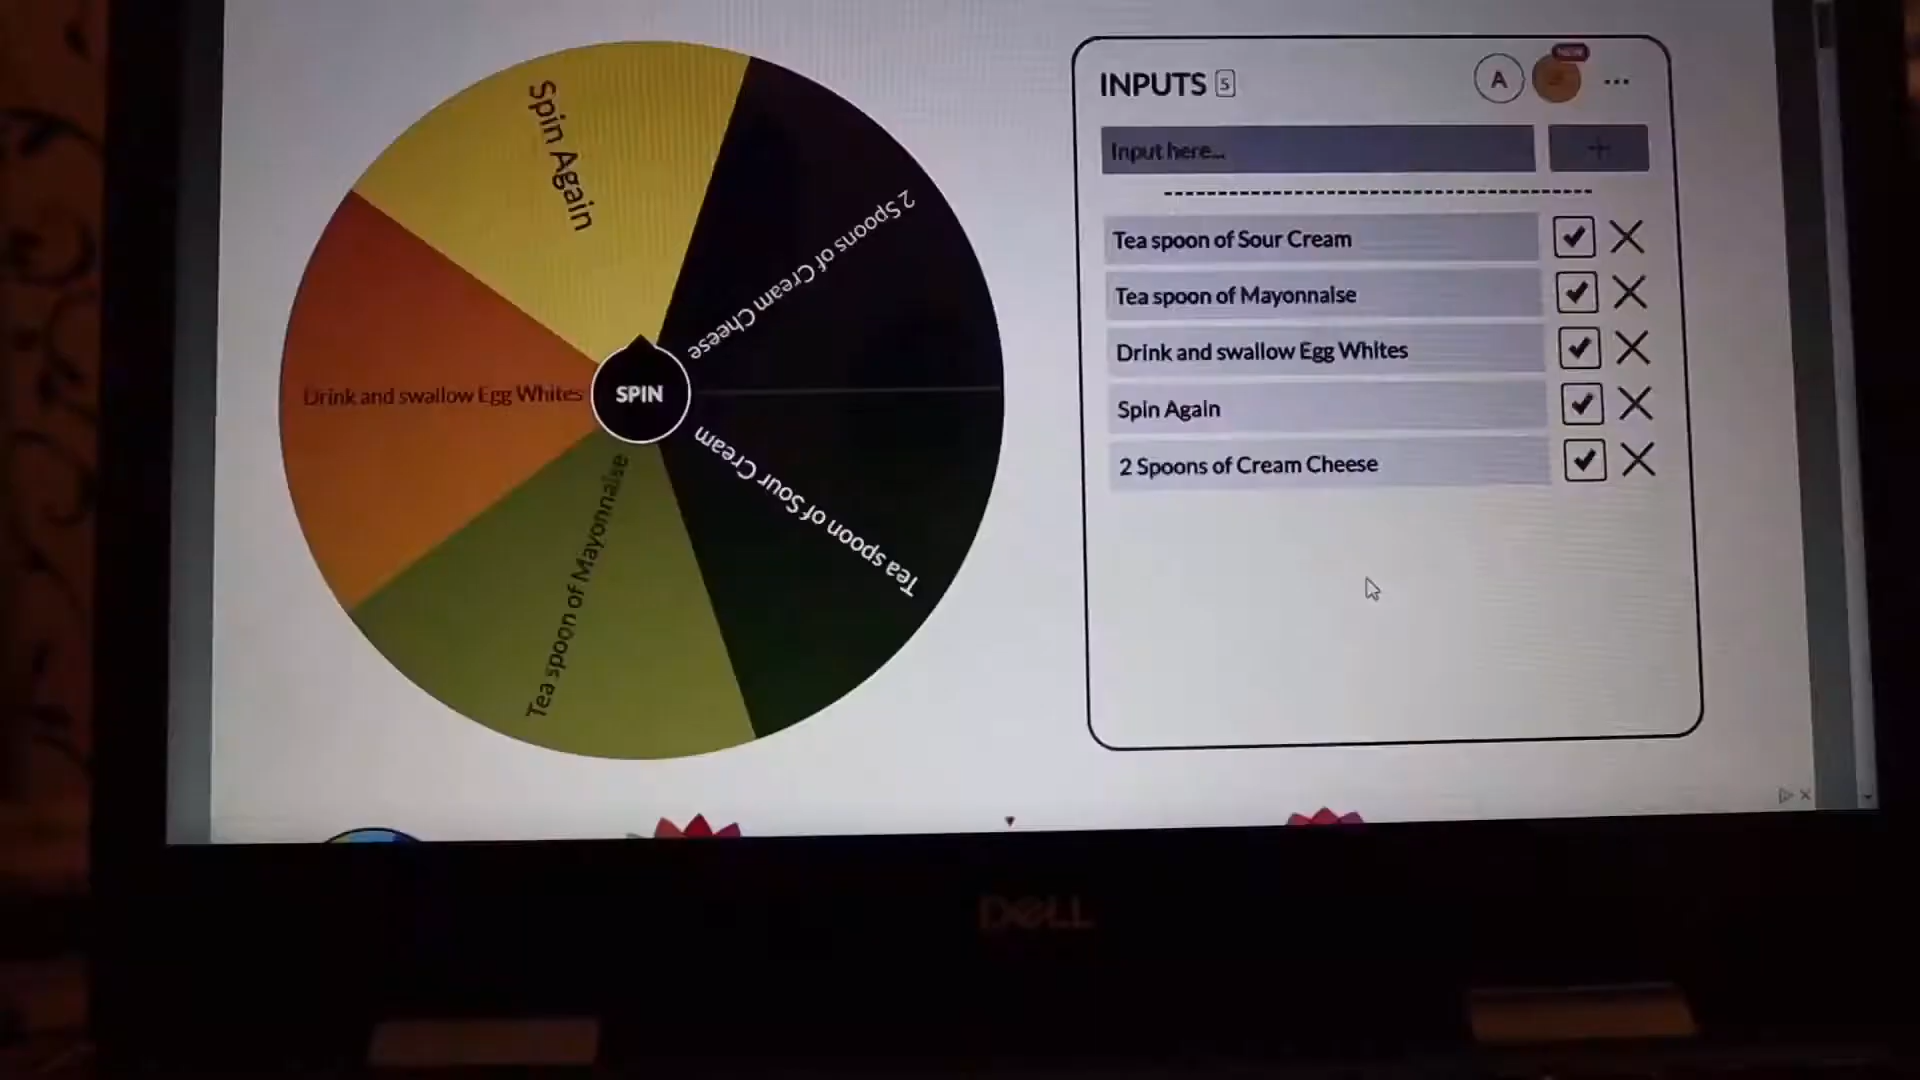 Spin Again
2 Spoons of Cream Cheese
Drink and swallow Egg Whites
SPIN
Tea spoon of Sour Cream
Tea spoon of Mayonnaise
INPUTS 5
A
NEW
...
Input here...
+
Tea spoon of Sour Cream
Tea spoon of Mayonnaise
Drink and swallow Egg Whites
Spin Again
2 Spoons of Cream Cheese
DELL